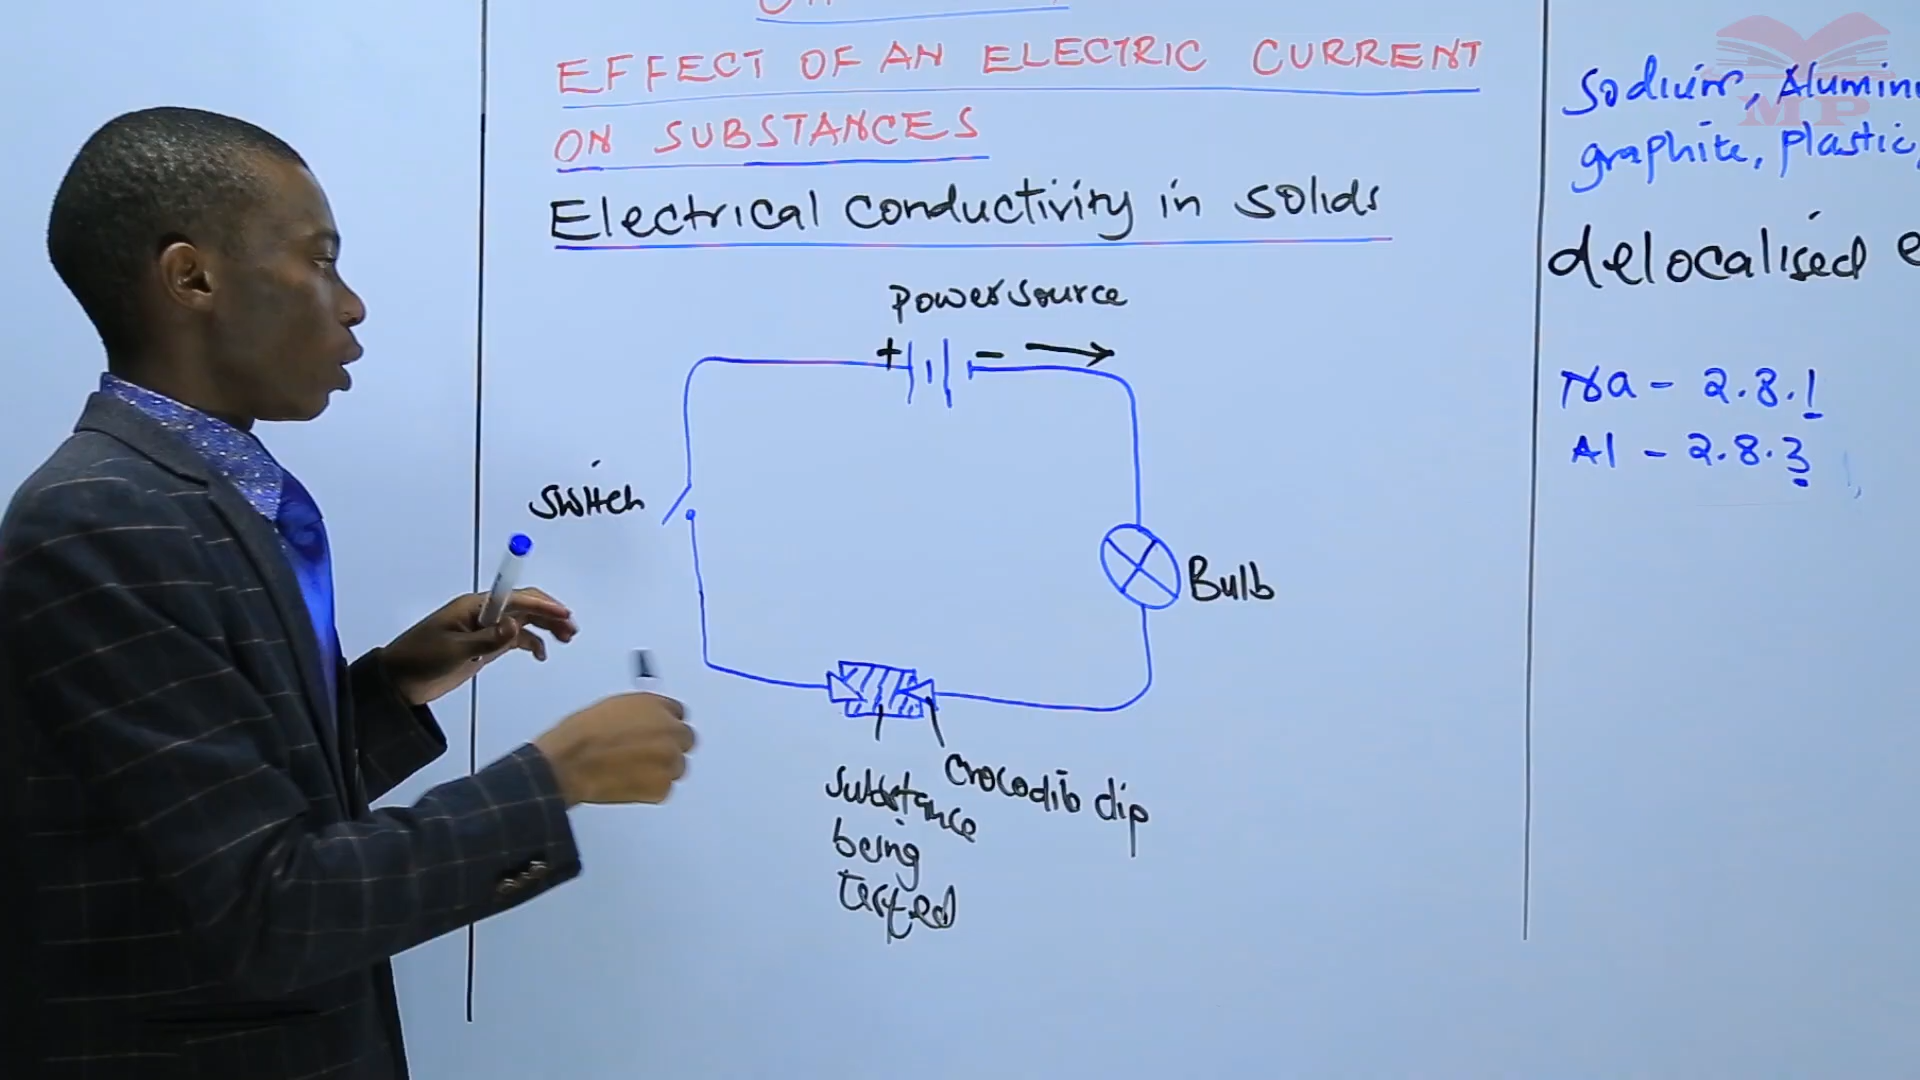 EFFECT OF AN ELECTRIC CURRENT
ON SUBSTANCES
Electrical conductivity in solids
Power source
+ - →
Switch
Bulb
Crocodile clip
Substance
being
tested
Sodium,
graphite, Plastic,
delocalised e
Na - 2.8.1
Al - 2.8.3
MP